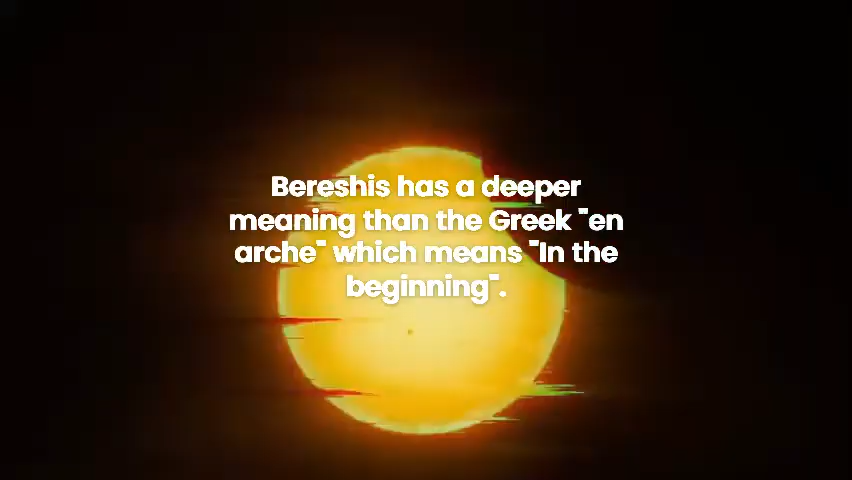 Bereshis has a deeper
meaning than the Greek "en
arche" which means "In the
beginning".